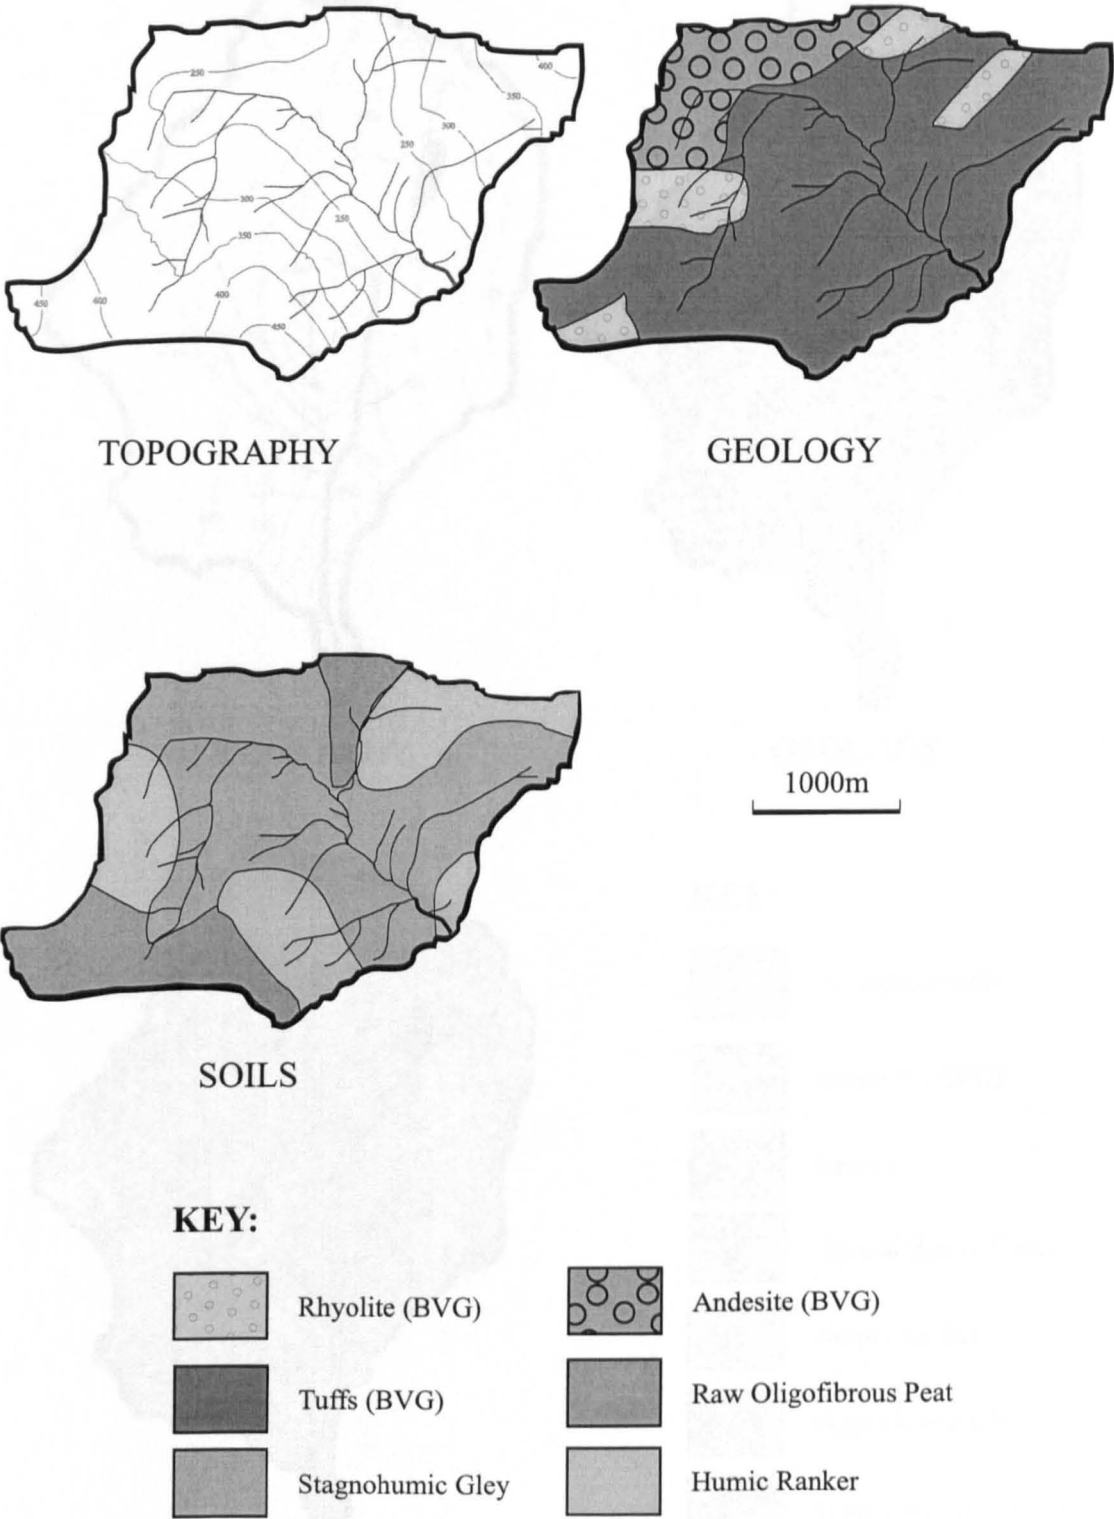 250
400
350
300
250
300
250
350
450
600
400
450
TOPOGRAPHY
GEOLOGY
1000m
SOILS
KEY:
Rhyolite (BVG)
Andesite (BVG)
Tuffs (BVG)
Raw Oligofibrous Peat
Stagnohumic Gley
Humic Ranker